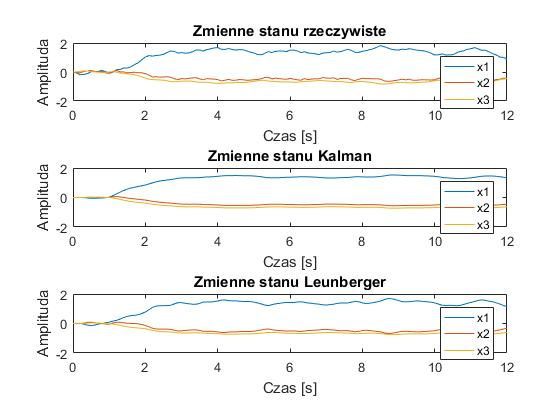 Zmienne stanu rzeczywiste
Amplituda
2
0
-2
0 2 4 6 8 10 12
x1
x2
x3
Czas [s]
Zmienne stanu Kalman
Amplituda
2
0
-2
0 2 4 6 8 10 12
x1
x2
x3
Czas [s]
Zmienne stanu Leunberger
Amplituda
2
0
-2
0 2 4 6 8 10 12
x1
x2
x3
Czas [s]